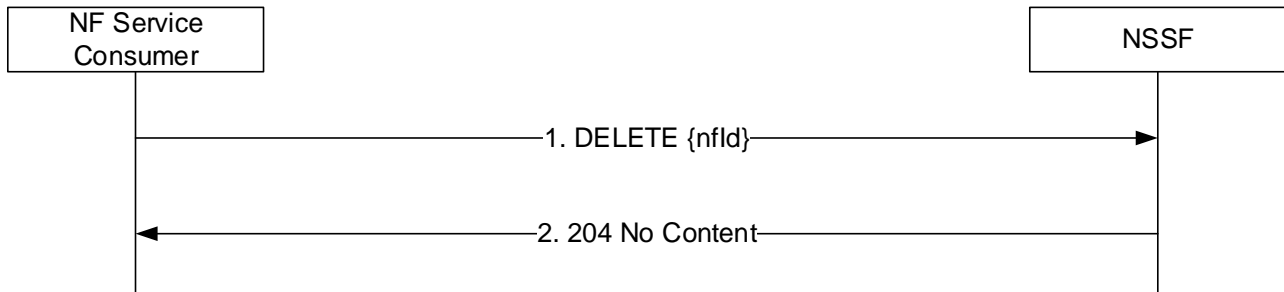 NF Service
Consumer
NSSF
1. DELETE {nfId}
2. 204 No Content